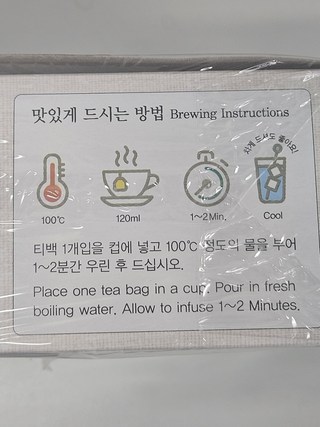 맛있게 드시는 방법 Brewing Instructions
차게 드셔도 좋아요!
100℃
120ml
1~2Min.
Cool
티백 1개입을 컵에 넣고 100℃ 정도의 물을 부어
1~2분간 우린 후 드십시오.
Place one tea bag in a cup. Pour in fresh
boiling water. Allow to infuse 1~2 Minutes.